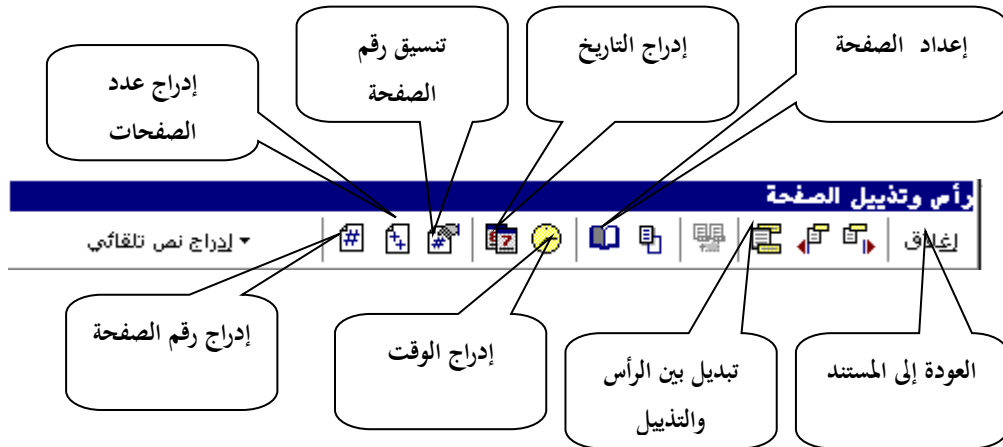 إعداد الصفحة
إدراج التاريخ
تنسيق رقم
الصفحة
إدراج عدد
الصفحات
رأس وتذييل الصفحة
إغلاق
إدراج نص تلقائي
العودة إلى المستند
تبديل بين الرأس
والتذييل
إدراج الوقت
إدراج رقم الصفحة